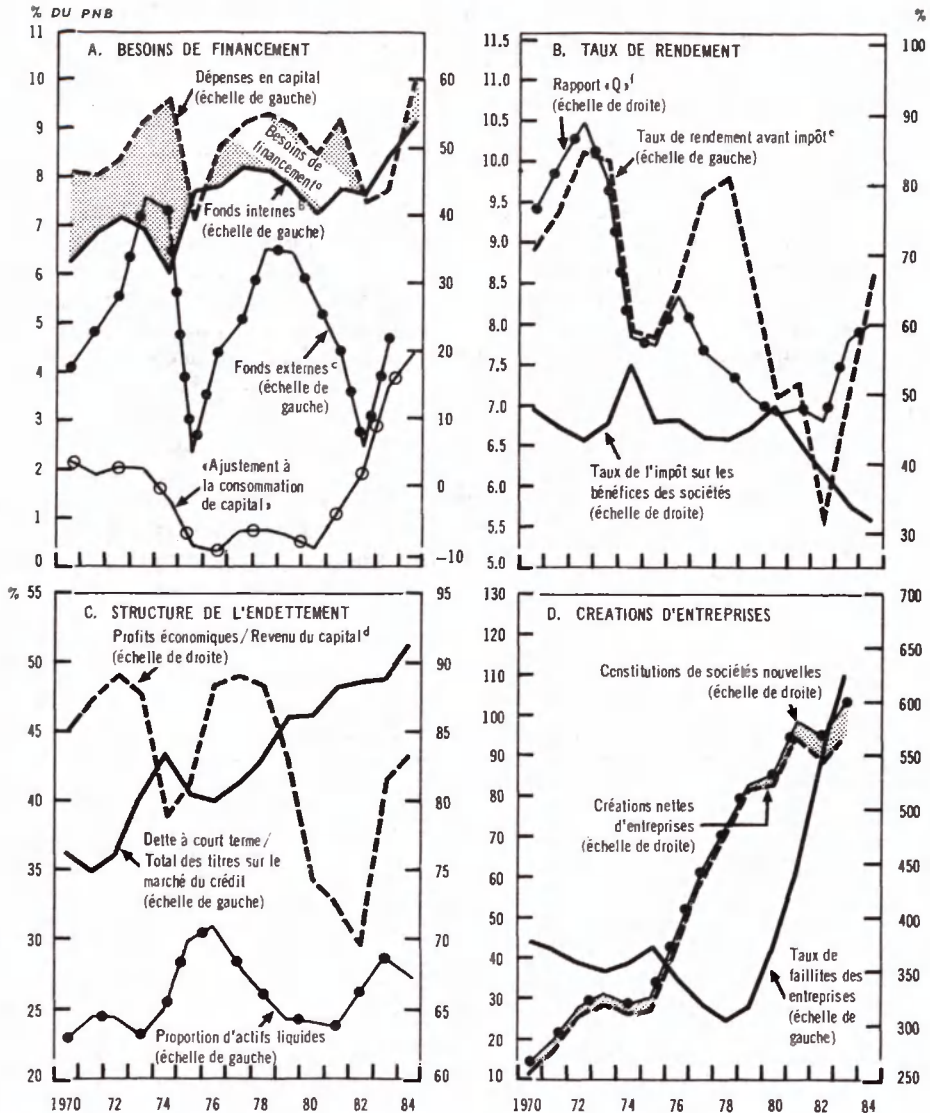 % DU PNB
%
A. BESOINS DE FINANCEMENT
11
10
9
8
7
6
5
4
3
2
1
0
60
50
40
30
20
10
0
−10
Dépenses en capital
(échelle de gauche)
Besoins de
financement a
Fonds internes
(échelle de gauche)
Fonds externes c
(échelle de
gauche)
«Ajustement à
la consommation
de capital»
B. TAUX DE RENDEMENT
11.5
11.0
10.5
10.0
9.5
9.0
8.5
8.0
7.5
7.0
6.5
6.0
5.5
5.0
100
90
80
70
60
50
40
30
Rapport «Q» f
(échelle de droite)
Taux de rendement avant impôt e
(échelle de gauche)
Taux de l'impôt sur les
bénéfices des sociétés
(échelle de droite)
%
C. STRUCTURE DE L'ENDETTEMENT
55
50
45
40
35
30
25
20
95
90
85
80
75
70
65
60
Profits économiques/Revenu du capital d
(échelle de droite)
Dette à court terme/
Total des titres sur le
marché du crédit
(échelle de gauche)
Proportion d'actifs liquides
(échelle de gauche)
1970 72 74 76 78 80 82 84
D. CREATIONS D'ENTREPRISES
130
120
110
100
90
80
70
60
50
40
30
20
10
700
650
600
550
500
450
400
350
300
250
Constitutions de sociétés nouvelles
(échelle de droite)
Créations nettes
d'entreprises
(échelle de droite)
Taux de
faillites des
entreprises
(échelle de
gauche)
1970 72 74 76 78 80 82 84